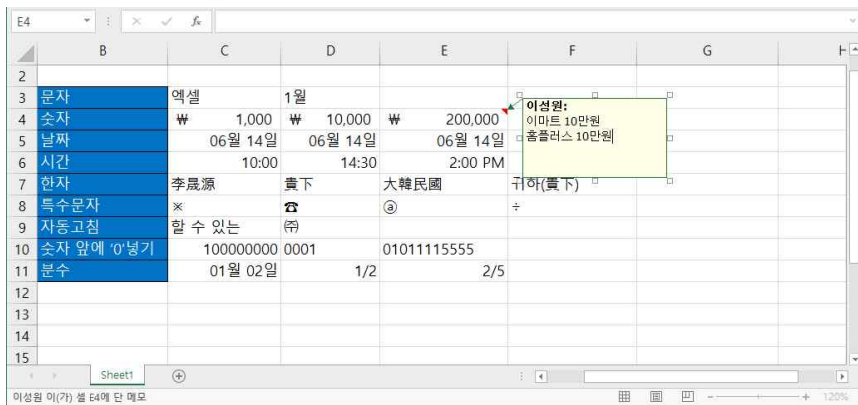 E4 fx
B C D E F G H
2
3 문자 엑셀 1월
4 숫자 ₩ 1,000 ₩ 10,000 ₩ 200,000
5 날짜 06월 14일 06월 14일 06월 14일
6 시간 10:00 14:30 2:00 PM
이성원:
이마트 10만원
홈플러스 10만원
7 한자 李晟源 貴下 大韓民國 귀하(貴下)
8 특수문자 ※ ☎ ⓐ ÷
9 자동고침 할 수 있는 ㈜
10 숫자 앞에 '0'넣기 100000000 0001 01011115555
11 분수 01월 02일 1/2 2/5
12
13
14
15
Sheet1
이성원 이(가) 셀 E4에 단 메모 120%